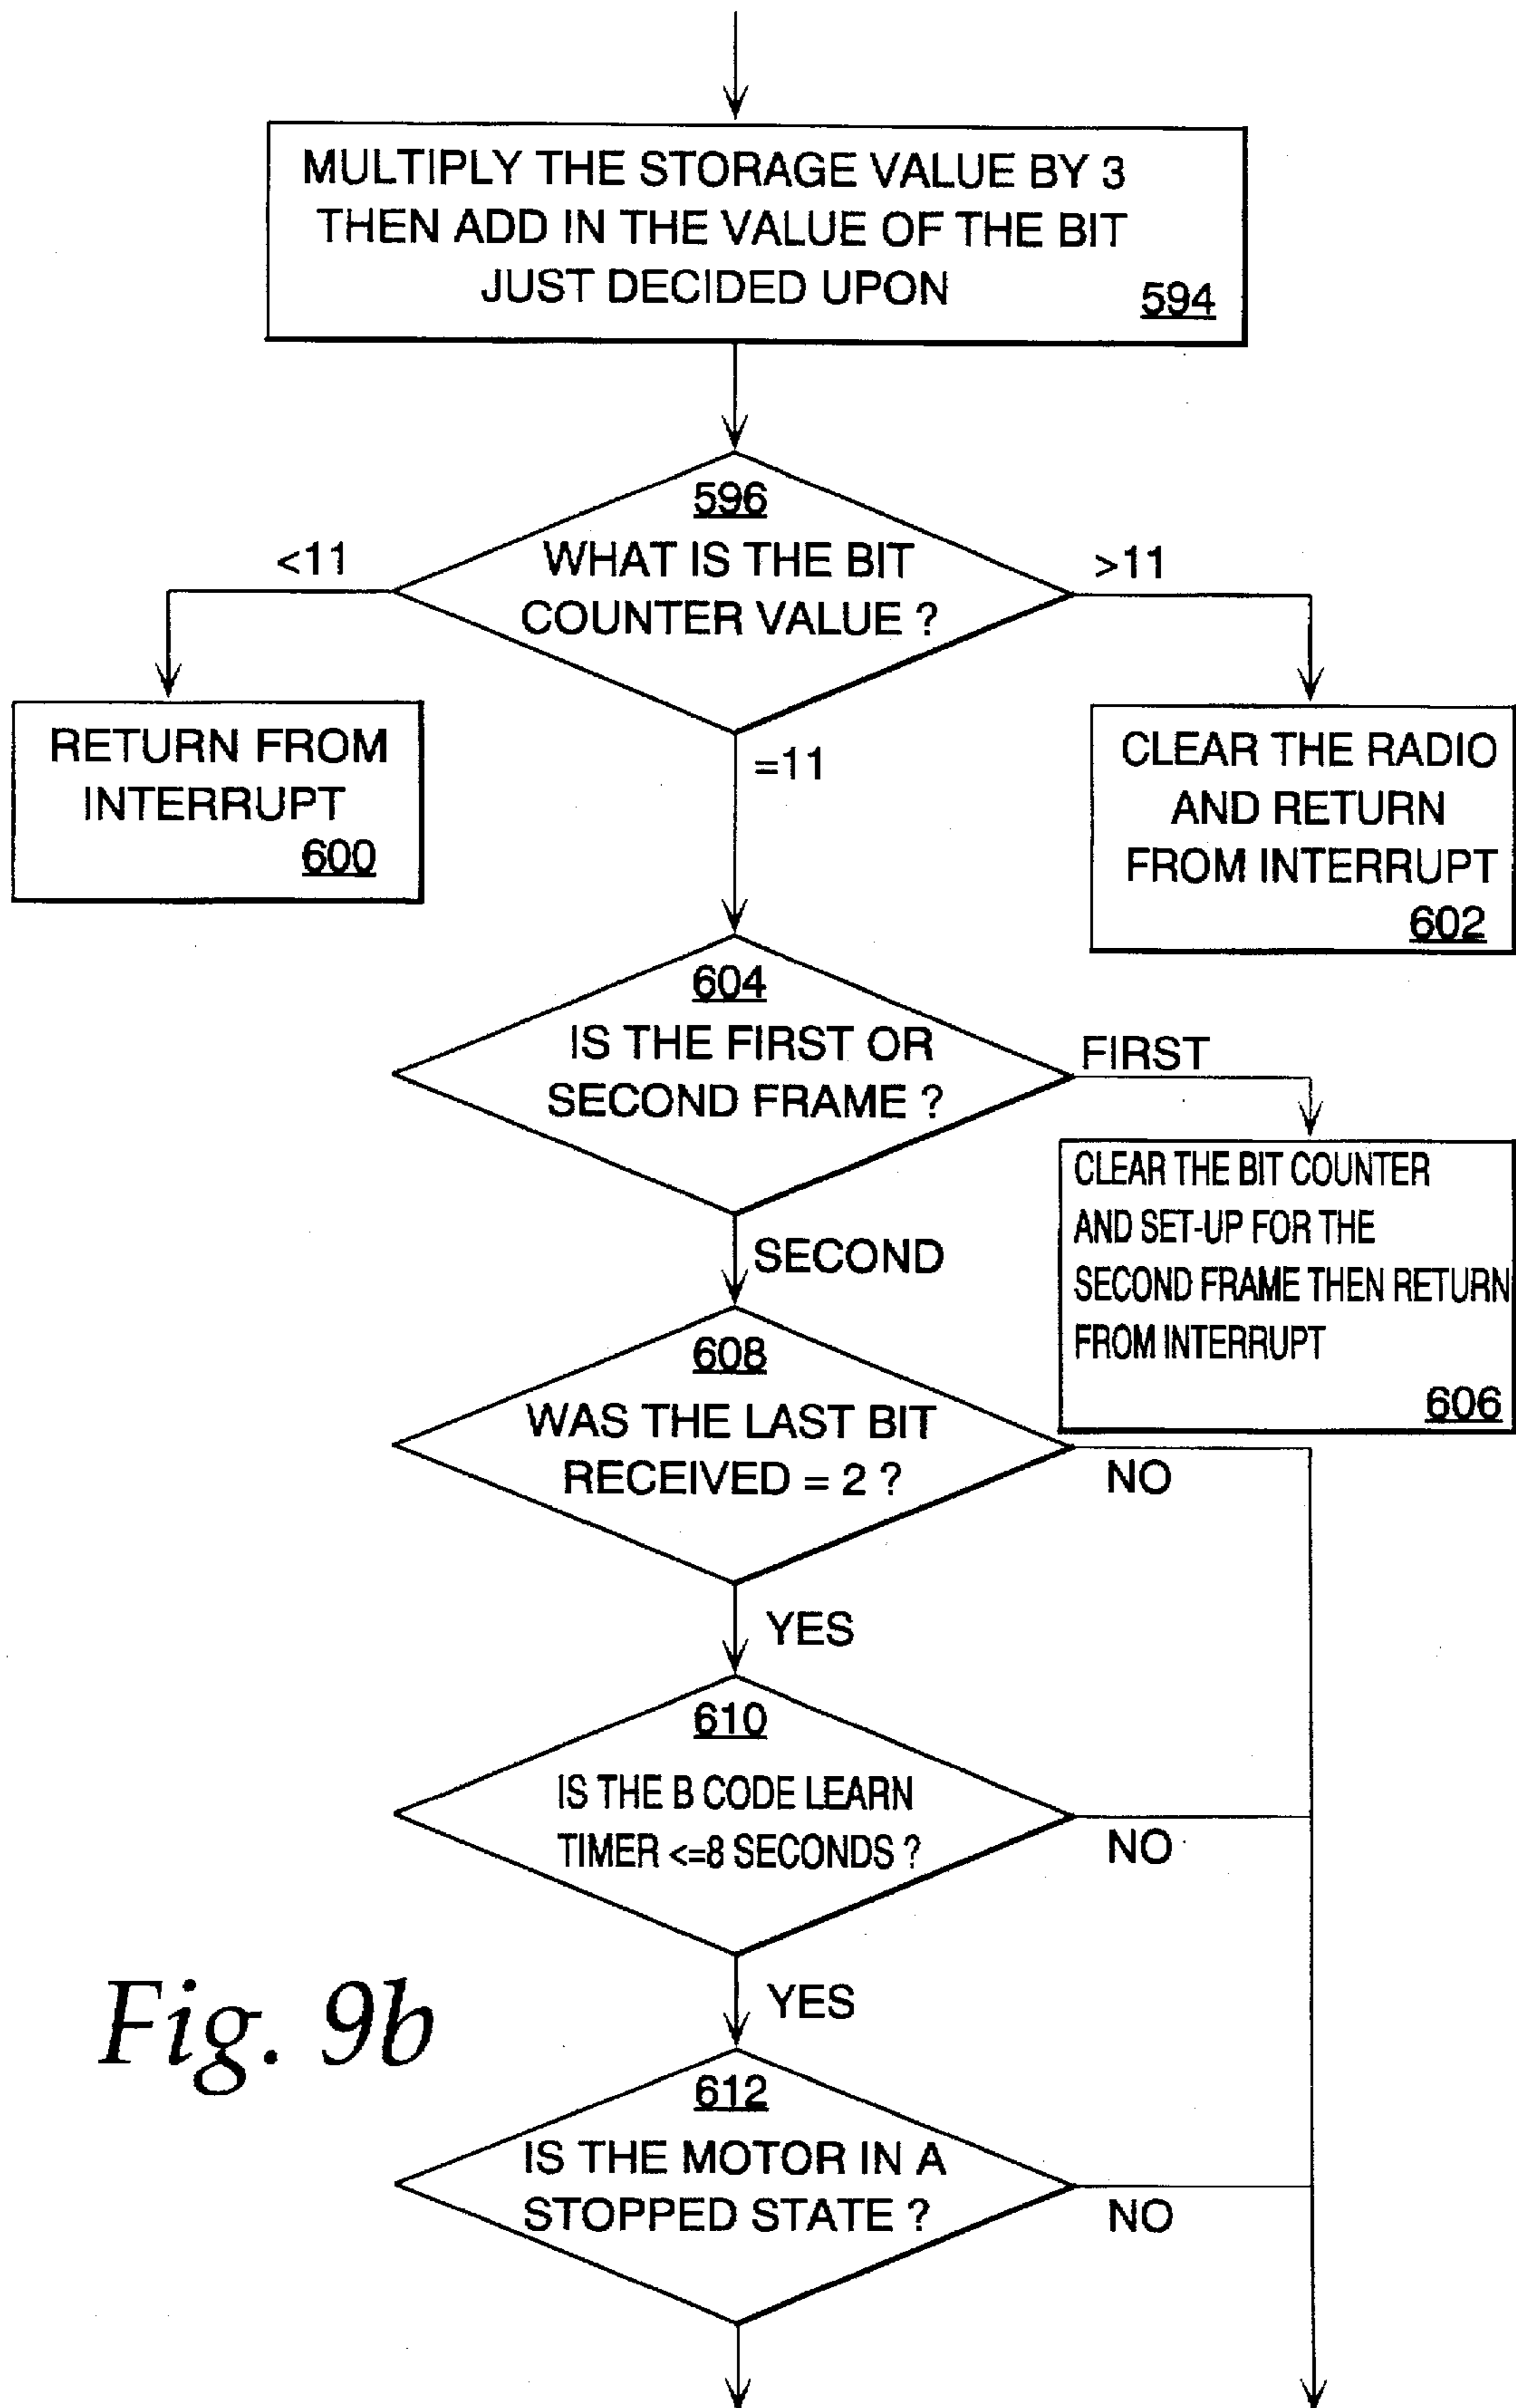 MULTIPLY THE STORAGE VALUE BY 3
THEN ADD IN THE VALUE OF THE BIT
JUST DECIDED UPON
594
596
WHAT IS THE BIT
COUNTER VALUE ?
<11
>11
=11
RETURN FROM
INTERRUPT
600
CLEAR THE RADIO
AND RETURN
FROM INTERRUPT
602
604
IS THE FIRST OR
SECOND FRAME ?
FIRST
SECOND
CLEAR THE BIT COUNTER
AND SET-UP FOR THE
SECOND FRAME THEN RETURN
FROM INTERRUPT
606
608
WAS THE LAST BIT
RECEIVED = 2 ?
NO
YES
610
IS THE B CODE LEARN
TIMER <=8 SECONDS ?
NO
YES
612
IS THE MOTOR IN A
STOPPED STATE ?
NO
Fig. 9b